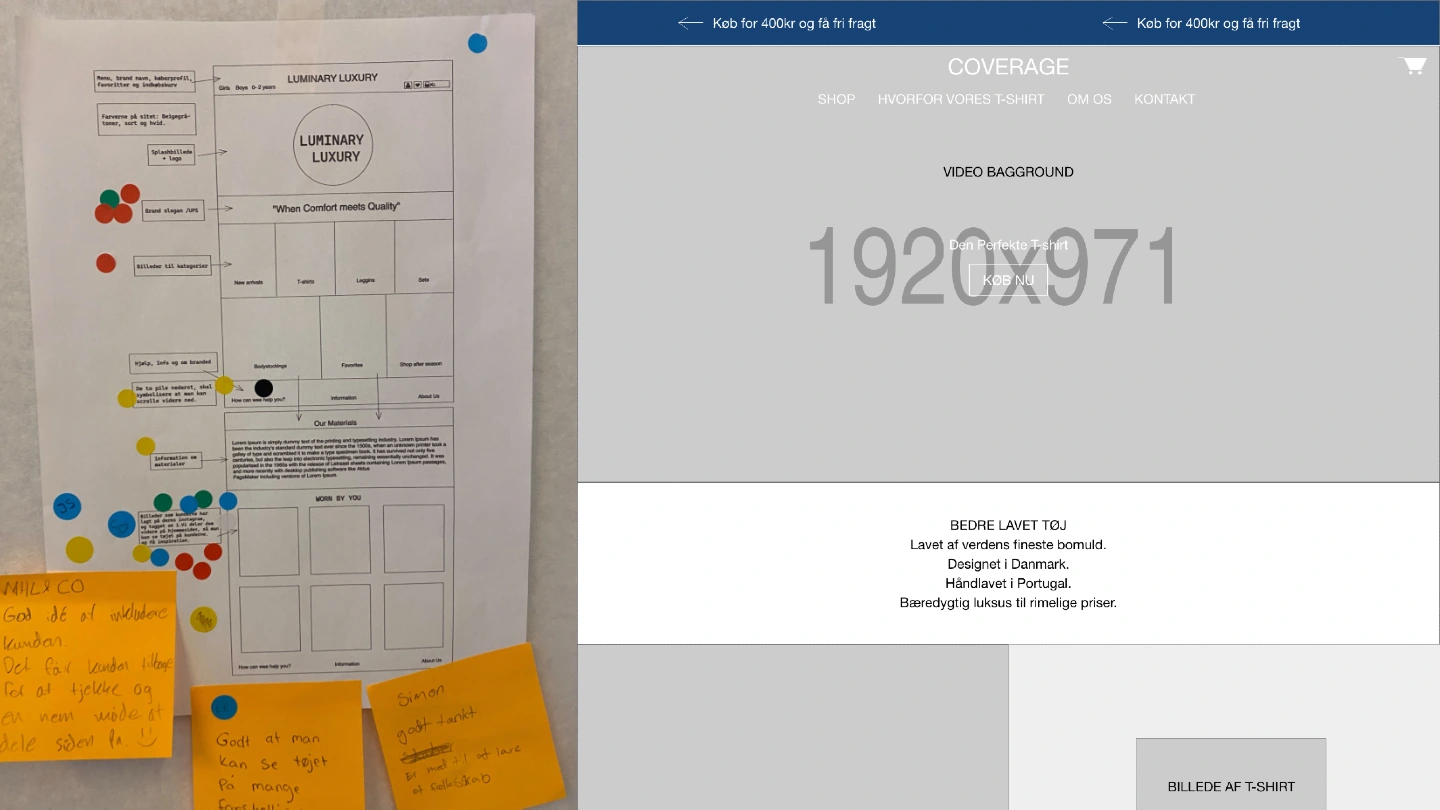 Menu, brand navn, køberprofil,
favoritter og indkøbskurv
LUMINARY LUXURY
Girls Boys 0-2 years
Farverne på sitet: Beigegrå-
toner, sort og hvid.
Splashbillede
+ logo
LUMINARY
LUXURY
Brand slogan /UPS
"When Comfort meets Quality"
Billeder til kategorier
New arrivals T-shirts Leggins Sets
Hjælp, info og om branded
Bodystockings Favorites Shop after season
De to pile nederst, skal
symbolisere at man kan
scrolle videre ned.
How can wee help you? Information About Us
Our Materials
Information om
materialer
Lorem Ipsum is simply dummy text of the printing and typesetting industry. Lorem Ipsum has
been the industry's standard dummy text ever since the 1500s, when an unknown printer took a
galley of type and scrambled it to make a type specimen book. It has survived not only five
centuries, but also the leap into electronic typesetting, remaining essentially unchanged. It was
popularised in the 1960s with the release of Letraset sheets containing Lorem Ipsum passages,
and more recently with desktop publishing software like Aldus
PageMaker including versions of Lorem Ipsum.
WORN BY YOU
Billeder som kunderne har
lagt på deres instagram,
og tagget os i.Vi deler dem
videre på hjemmesiden, så man
kan se tøjet på kunderne,
og få inspiration.
How can wee help you? Information About Us
MHL & CO
God idé at inkludere
kunden.
Det får kunden tilbage
for at tjekke og
en nem måde at
dele siden på.
Godt at man
kan se tøjet
på mange
Simon
godt tænkt
Er med til at lave
et fælleskab
Køb for 400kr og få fri fragt
Køb for 400kr og få fri fragt
COVERAGE
SHOP HVORFOR VORES T-SHIRT OM OS KONTAKT
VIDEO BAGGROUND
Den Perfekte T-shirt
1920x971
KØB NU
BEDRE LAVET TØJ
Lavet af verdens fineste bomuld.
Designet i Danmark.
Håndlavet i Portugal.
Bæredygtig luksus til rimelige priser.
BILLEDE AF T-SHIRT